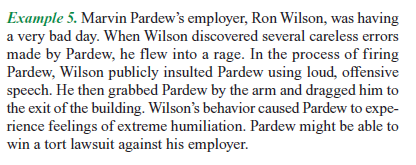 Example 5. Marvin Pardew's employer, Ron Wilson, was having
a very bad day. When Wilson discovered several careless errors
made by Pardew, he flew into a rage. In the process of firing
Pardew, Wilson publicly insulted Pardew using loud, offensive
speech. He then grabbed Pardew by the arm and dragged him to
the exit of the building. Wilson's behavior caused Pardew to expe-
rience feelings of extreme humiliation. Pardew might be able to
win a tort lawsuit against his employer.